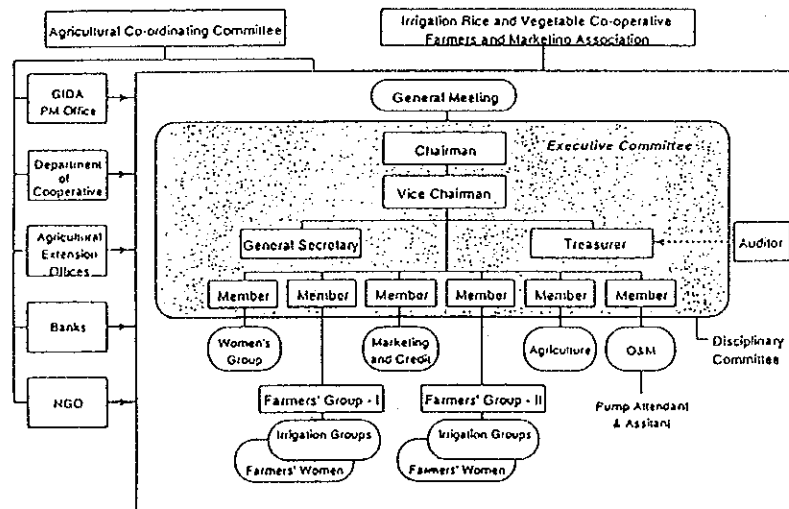 Agricultural Co-ordinating Committee
Irrigation Rice and Vegetable Co-operative
Farmers and Marketing Association
GIDA
PM Office
Department
of
Cooperative
Agricultural
Extension
Offices
Banks
NGO
General Meeting
Executive Committee
Chairman
Vice Chairman
General Secretary
Treasurer
Auditor
Member
Member
Member
Member
Member
Member
Women's
Group
Marketing
and Credit
Agriculture
O&M
Disciplinary
Committee
Farmers' Group - I
Farmers' Group - II
Pump Attendant
& Assitant
Irrigation Groups
Farmers' Women
Irrigation Groups
Farmers' Women